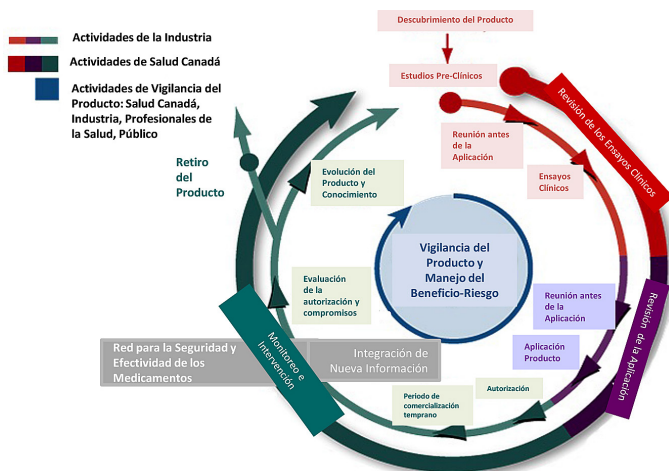 Actividades de la Industria
Actividades de Salud Canadá
Actividades de Vigilancia del
Producto: Salud Canadá,
Industria, Profesionales de
la Salud, Público
Descubrimiento del Producto
Estudios Pre-Clínicos
Reunión antes
de la
Aplicación
Ensayos
Clínicos
Revisión de los Ensayos Clínicos
Retiro
del
Producto
Evolución del
Producto y
Conocimiento
Vigilancia del
Producto y
Manejo del
Beneficio-Riesgo
Evaluación
de la
autorización y
compromisos
Reunión antes
de la
Aplicación
Aplicación
Producto
Revisión de la Aplicación
Red para la Seguridad y
Efectividad de los
Medicamentos
Monitoreo e
Intervención
Integración de
Nueva Información
Periodo de
comercialización
temprano
Autorización